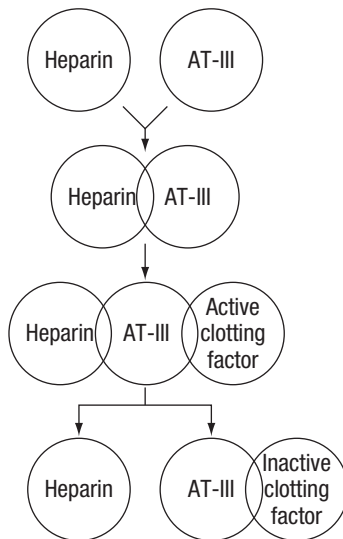 Heparin
AT-III
Heparin
AT-III
Heparin
AT-III
Active
clotting
factor
Heparin
AT-III
Inactive
clotting
factor